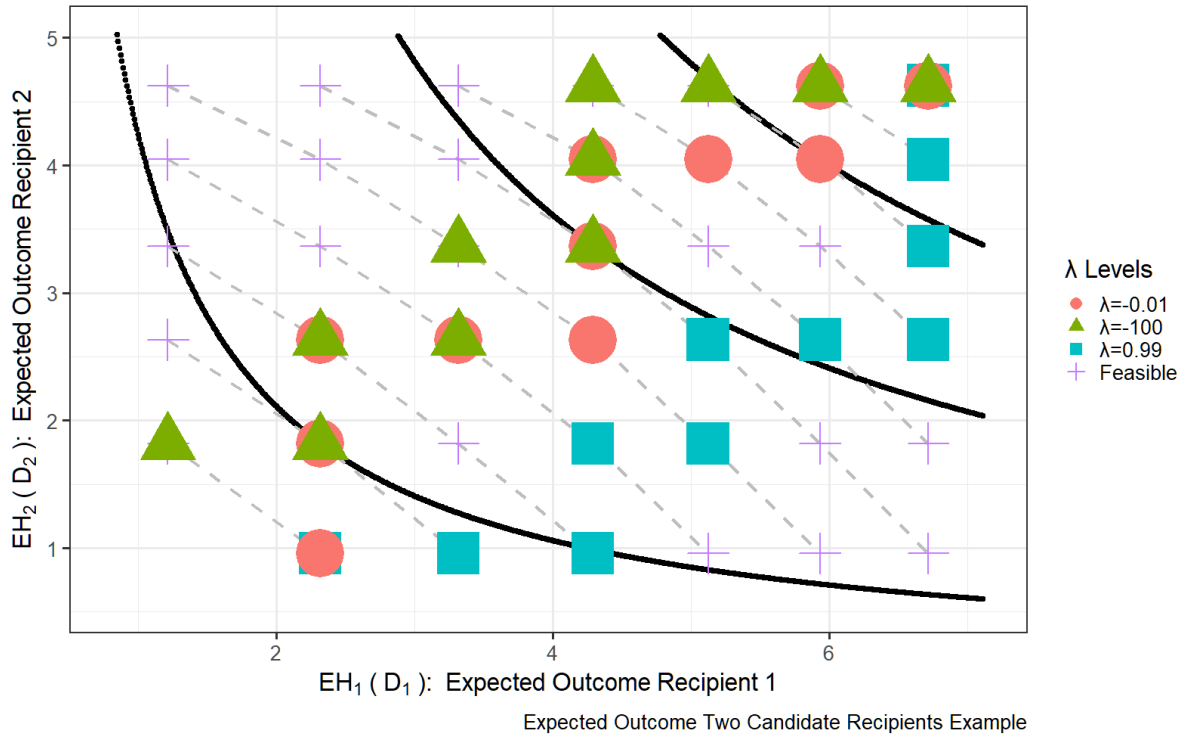 5
4
3
2
1
EH2 ( D2 ): Expected Outcome Recipient 2
2
4
6
EH1 ( D1 ): Expected Outcome Recipient 1
Expected Outcome Two Candidate Recipients Example
λ Levels
λ=-0.01
λ=-100
λ=0.99
Feasible